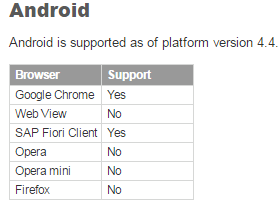 Android
Android is supported as of platform version 4.4.
Browser Support
Google Chrome Yes
Web View No
SAP Fiori Client Yes
Opera No
Opera mini No
Firefox No